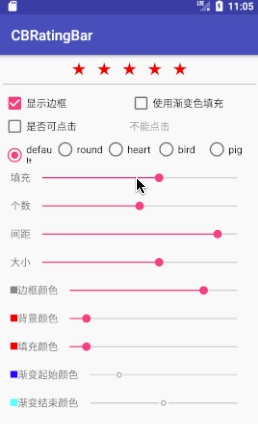 11:05
CBRatingBar
显示边框 使用渐变色填充
是否可点击 不能点击
defau
lt round heart bird pig
填充
个数
间距
大小
边框颜色
背景颜色
填充颜色
渐变起始颜色
渐变结束颜色